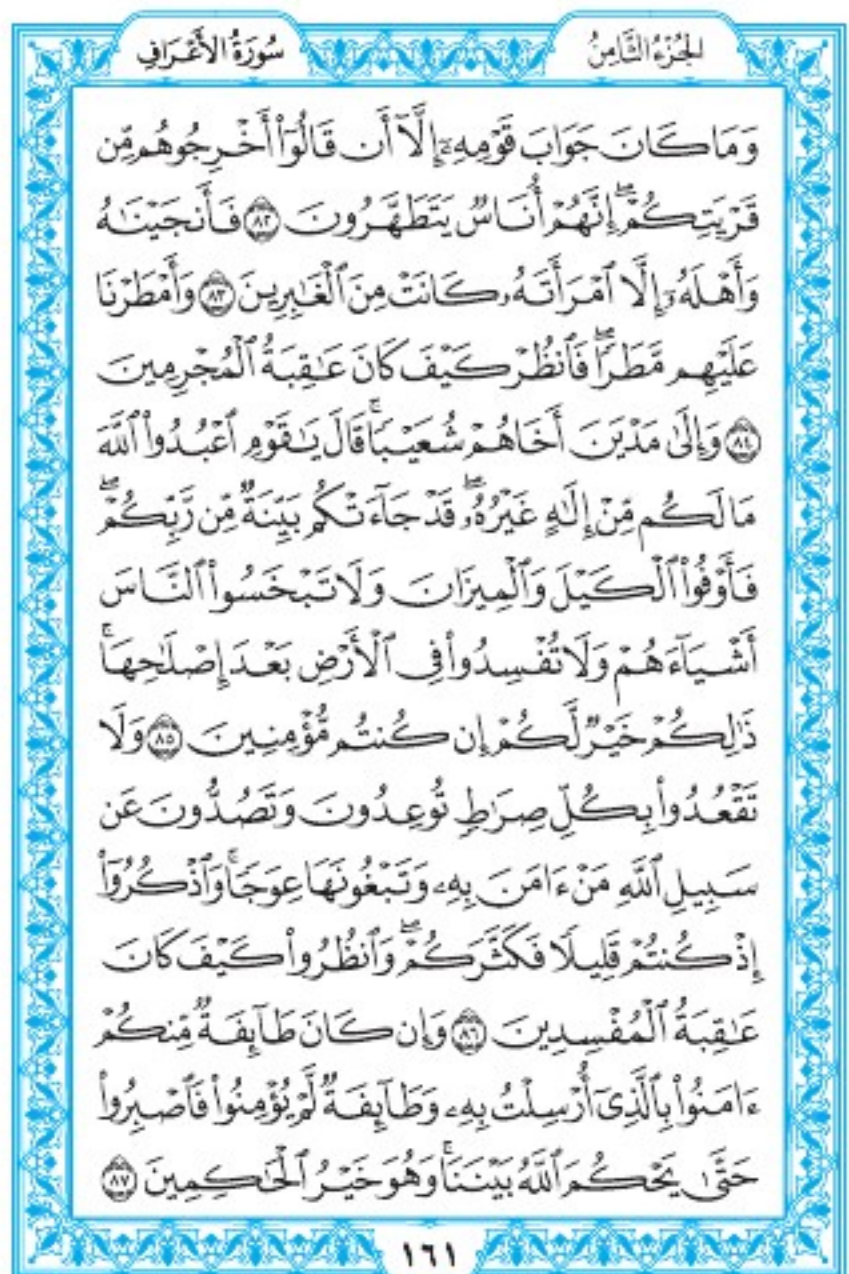 الجُزْءُ الثَّامِنُ
سُورَةُ الأَعْرَافِ
وَمَا كَانَ جَوَابَ قَوْمِهِۦٓ إِلَّآ أَن قَالُوٓاْ أَخْرِجُوهُم مِّن
قَرْيَتِكُمْۖ إِنَّهُمْ أُنَاسٌ يَتَطَهَّرُونَ ٨٢ فَأَنجَيْنَٰهُ
وَأَهْلَهُۥٓ إِلَّا ٱمْرَأَتَهُۥ كَانَتْ مِنَ ٱلْغَٰبِرِينَ ٨٣ وَأَمْطَرْنَا
عَلَيْهِم مَّطَرًاۖ فَٱنظُرْ كَيْفَ كَانَ عَٰقِبَةُ ٱلْمُجْرِمِينَ
٨٤ وَإِلَىٰ مَدْيَنَ أَخَاهُمْ شُعَيْبًاۚ قَالَ يَٰقَوْمِ ٱعْبُدُواْ ٱللَّهَ
مَا لَكُم مِّنْ إِلَٰهٍ غَيْرُهُۥۖ قَدْ جَآءَتْكُم بَيِّنَةٌ مِّن رَّبِّكُمْۖ
فَأَوْفُواْ ٱلْكَيْلَ وَٱلْمِيزَانَ وَلَا تَبْخَسُواْ ٱلنَّاسَ
أَشْيَآءَهُمْ وَلَا تُفْسِدُواْ فِى ٱلْأَرْضِ بَعْدَ إِصْلَٰحِهَاۚ
ذَٰلِكُمْ خَيْرٌ لَّكُمْ إِن كُنتُم مُّؤْمِنِينَ ٨٥ وَلَا
تَقْعُدُواْ بِكُلِّ صِرَٰطٍ تُوعِدُونَ وَتَصُدُّونَ عَن
سَبِيلِ ٱللَّهِ مَنْ ءَامَنَ بِهِۦ وَتَبْغُونَهَا عِوَجًاۚ وَٱذْكُرُوٓاْ
إِذْ كُنتُمْ قَلِيلًا فَكَثَّرَكُمْۖ وَٱنظُرُواْ كَيْفَ كَانَ
عَٰقِبَةُ ٱلْمُفْسِدِينَ ٨٦ وَإِن كَانَ طَآئِفَةٌ مِّنكُمْ
ءَامَنُواْ بِٱلَّذِىٓ أُرْسِلْتُ بِهِۦ وَطَآئِفَةٌ لَّمْ يُؤْمِنُواْ فَٱصْبِرُواْ
حَتَّىٰ يَحْكُمَ ٱللَّهُ بَيْنَنَاۚ وَهُوَ خَيْرُ ٱلْحَٰكِمِينَ ٨٧
١٦١